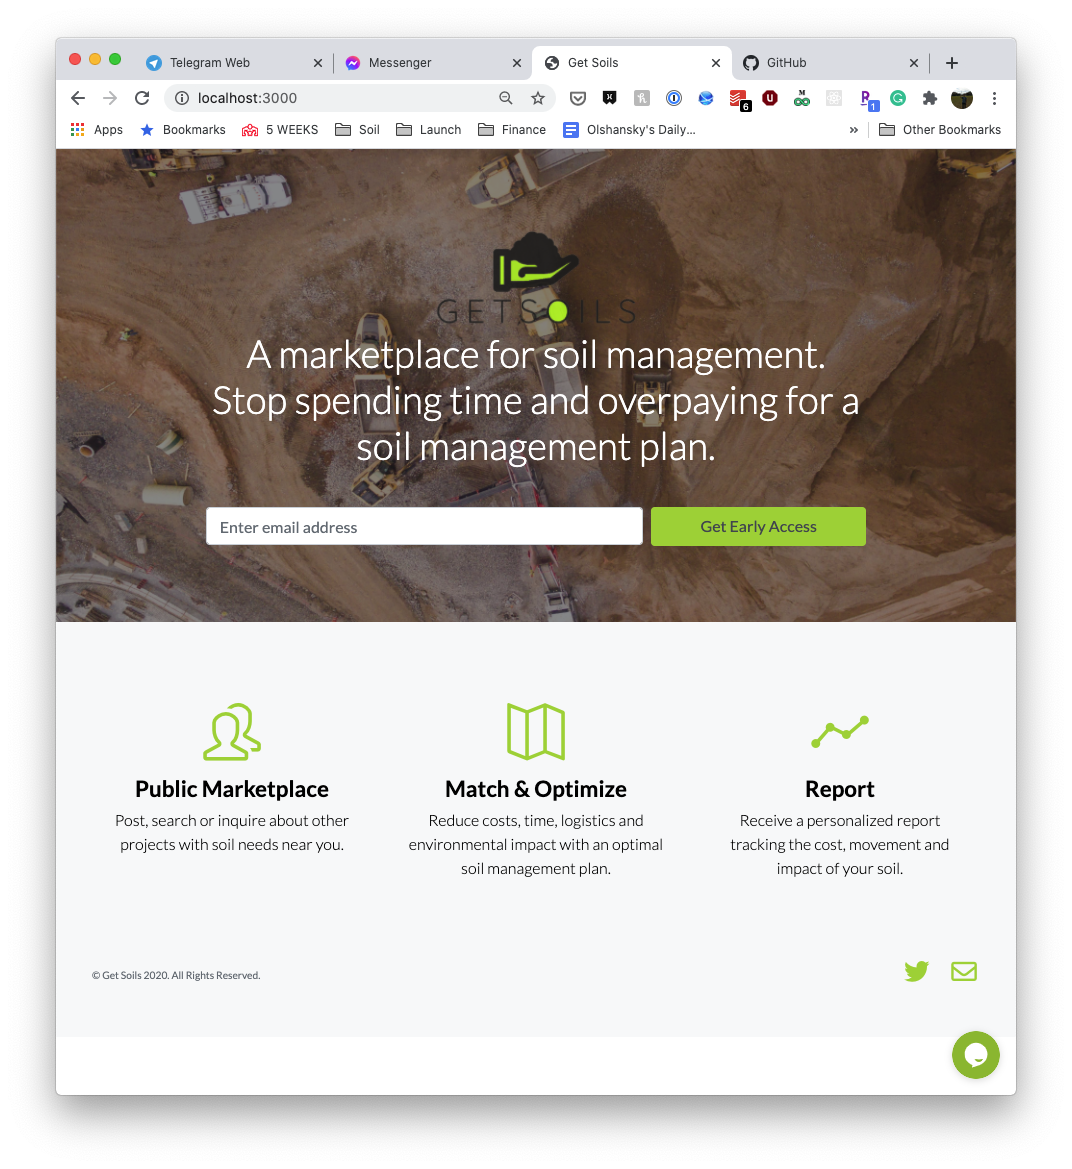 Telegram Web
Messenger
Get Soils
GitHub
localhost:3000
M
6
1
Apps
Bookmarks
5 WEEKS
Soil
Launch
Finance
Olshansky's Daily...
»
Other Bookmarks
GETSOILS
A marketplace for soil management.
Stop spending time and overpaying for a
soil management plan.
Enter email address
Get Early Access
Public Marketplace
Post, search or inquire about other
projects with soil needs near you.
Match & Optimize
Reduce costs, time, logistics and
environmental impact with an optimal
soil management plan.
Report
Receive a personalized report
tracking the cost, movement and
impact of your soil.
© Get Soils 2020. All Rights Reserved.